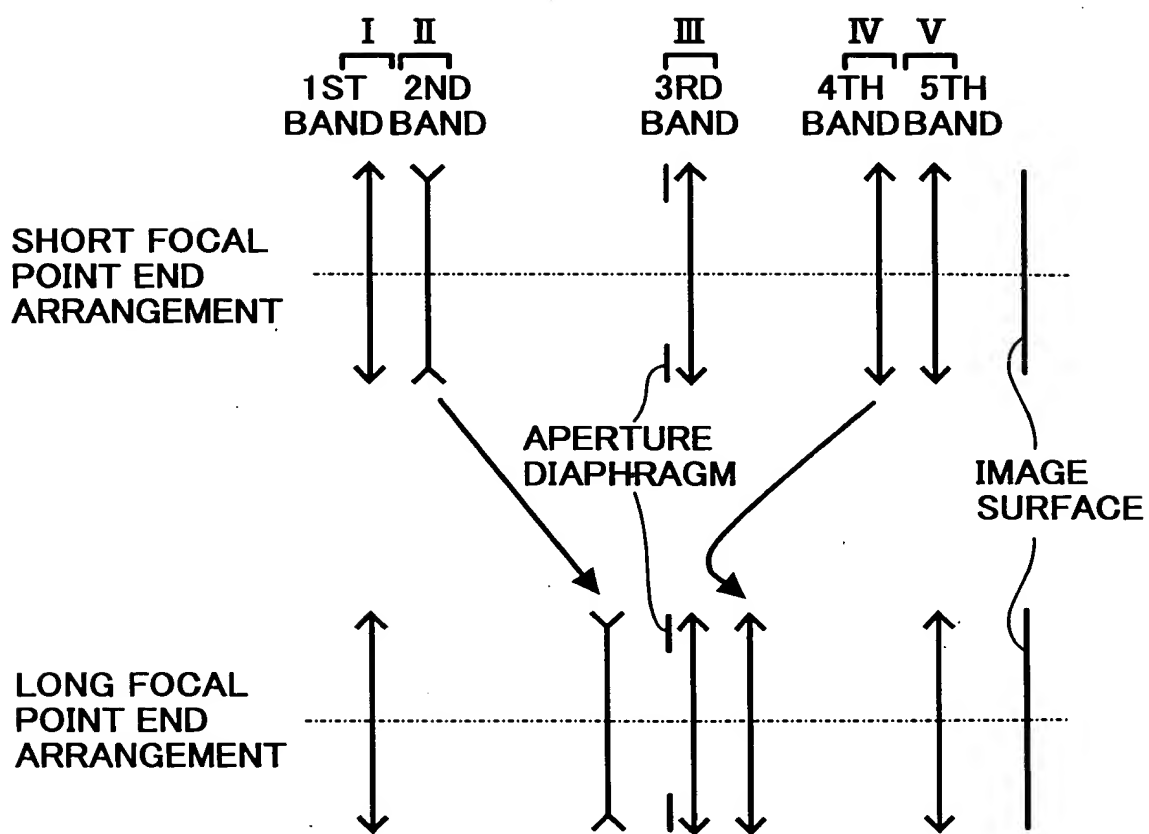 I II III IV V
1ST 2ND 3RD 4TH 5TH
BAND BAND BAND BAND BAND
SHORT FOCAL
POINT END
ARRANGEMENT
APERTURE
DIAPHRAGM
IMAGE
SURFACE
LONG FOCAL
POINT END
ARRANGEMENT